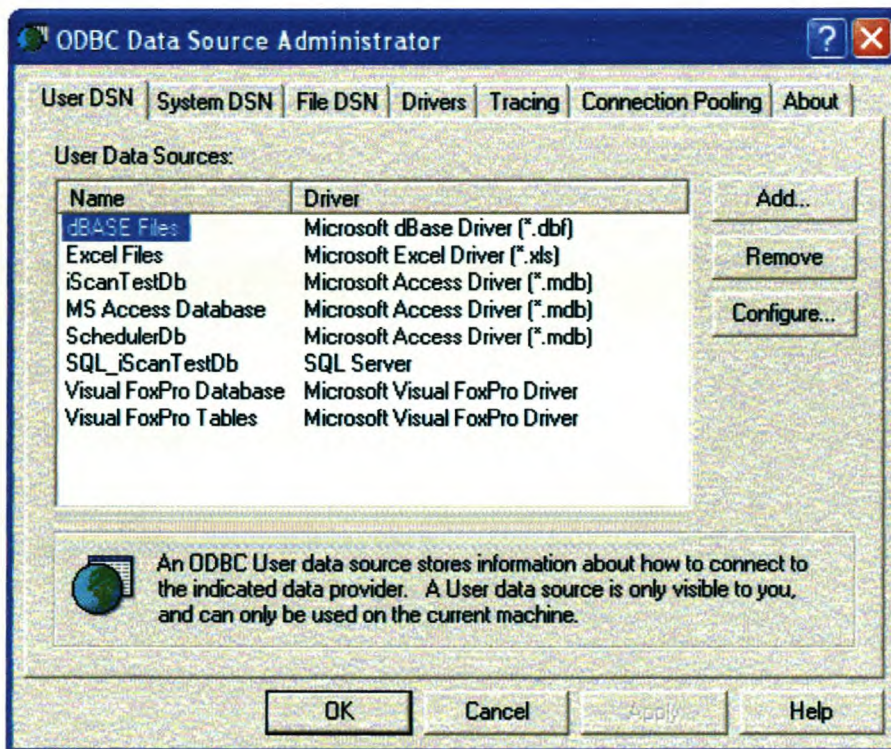 ODBC Data Source Administrator
User DSN System DSN File DSN Drivers Tracing Connection Pooling About
User Data Sources:
Name Driver
dBASE Files Microsoft dBase Driver (*.dbf)
Excel Files Microsoft Excel Driver (*.xls)
iScanTestDb Microsoft Access Driver (*.mdb)
MS Access Database Microsoft Access Driver (*.mdb)
SchedulerDb Microsoft Access Driver (*.mdb)
SQL_iScanTestDb SQL Server
Visual FoxPro Database Microsoft Visual FoxPro Driver
Visual FoxPro Tables Microsoft Visual FoxPro Driver
Add...
Remove
Configure...
An ODBC User data source stores information about how to connect to
the indicated data provider. A User data source is only visible to you,
and can only be used on the current machine.
OK Cancel Apply Help